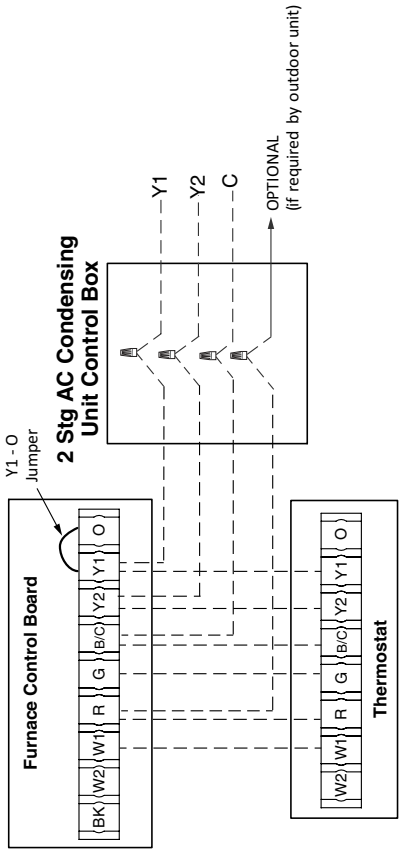 Y1 - O
Jumper
Furnace Control Board
BK W2 W1 R G B/C Y2 Y1 O
2 Stg AC Condensing
Unit Control Box
Y1
Y2
C
OPTIONAL
(if required by outdoor unit)
W2 W1 R G B/C Y2 Y1 O
Thermostat